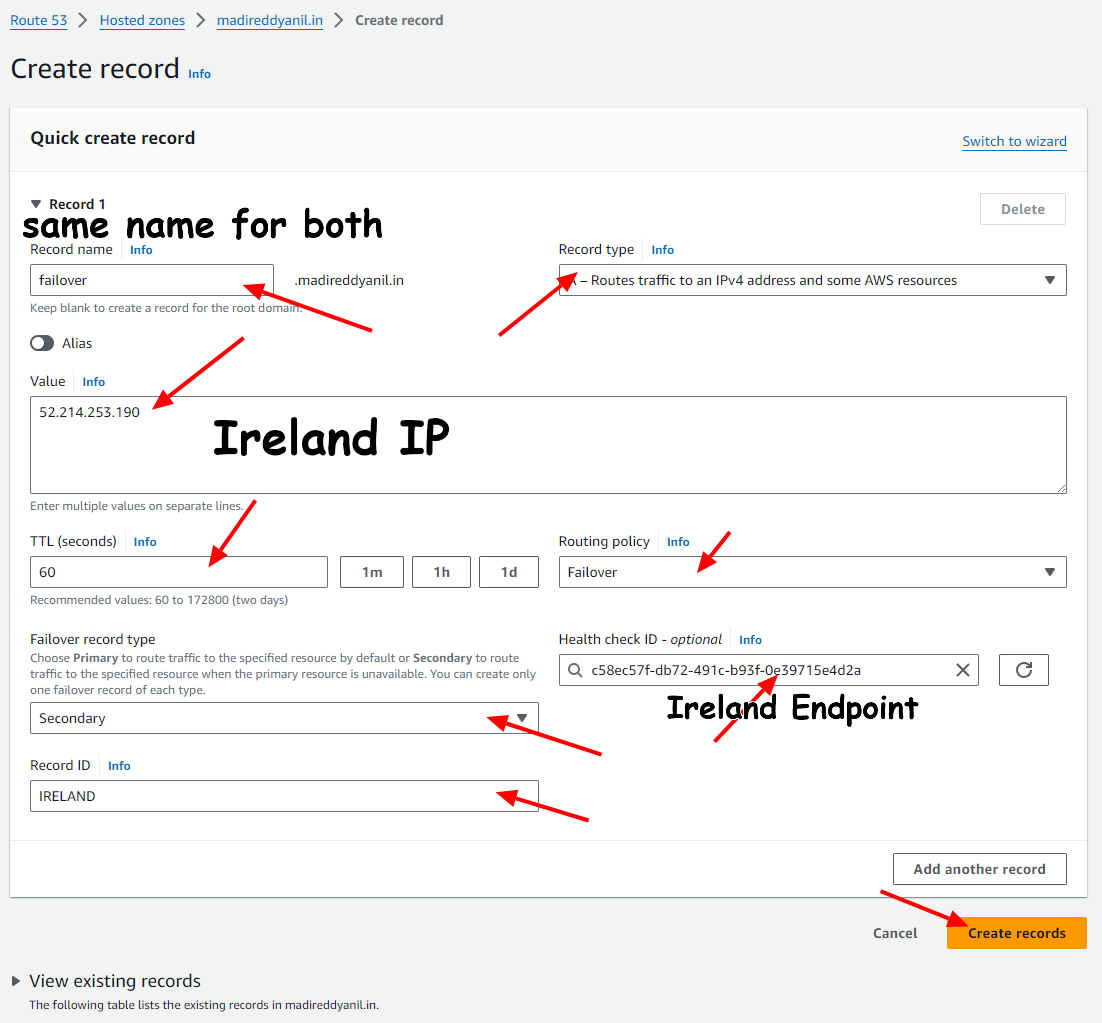 Route 53 > Hosted zones > madireddyanil.in > Create record
Create record Info
Quick create record
Switch to wizard
Record 1
Delete
same name for both
Record name Info
Record type Info
failover
.madireddyanil.in
– Routes traffic to an IPv4 address and some AWS resources
Keep blank to create a record for the root domain.
Alias
Value Info
52.214.253.190
Ireland IP
Enter multiple values on separate lines.
TTL (seconds) Info
Routing policy Info
60
1m
1h
1d
Failover
Recommended values: 60 to 172800 (two days)
Failover record type
Choose Primary to route traffic to the specified resource by default or Secondary to route
traffic to the specified resource when the primary resource is unavailable. You can create only
one failover record of each type.
Health check ID - optional Info
c58ec57f-db72-491c-b93f-0e39715e4d2a
Ireland Endpoint
Secondary
Record ID Info
IRELAND
Add another record
Cancel
Create records
View existing records
The following table lists the existing records in madireddyanil.in.